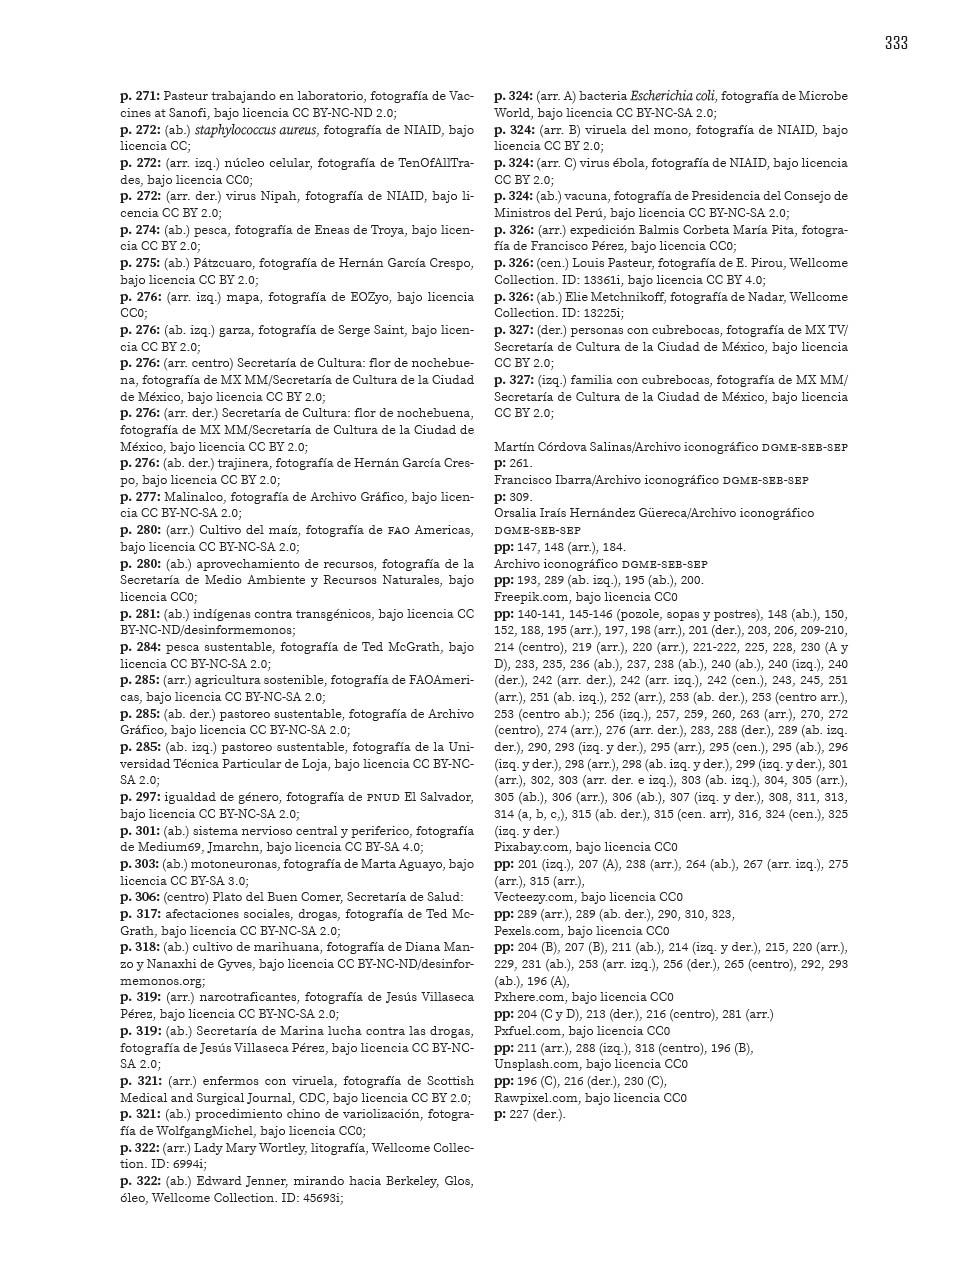 333
p. 271: Pasteur trabajando en laboratorio, fotografía de Vac-
cines at Sanofi, bajo licencia CC BY-NC-ND 2.0;
p. 272: (ab.) staphylococcus aureus, fotografía de NIAID, bajo
licencia CC;
p. 272: (arr. izq.) núcleo celular, fotografía de TenOfAllTra-
des, bajo licencia CC0;
p. 272: (arr. der.) virus Nipah, fotografía de NIAID, bajo li-
cencia CC BY 2.0;
p. 274: (ab.) pesca, fotografía de Eneas de Troya, bajo licen-
cia CC BY 2.0;
p. 275: (ab.) Pátzcuaro, fotografía de Hernán García Crespo,
bajo licencia CC BY 2.0;
p. 276: (arr. izq.) mapa, fotografía de EOZyo, bajo licencia
CC0;
p. 276: (ab. izq.) garza, fotografía de Serge Saint, bajo licen-
cia CC BY 2.0;
p. 276: (arr. centro) Secretaría de Cultura: flor de nochebue-
na, fotografía de MX MM/Secretaría de Cultura de la Ciudad
de México, bajo licencia CC BY 2.0;
p. 276: (arr. der.) Secretaría de Cultura: flor de nochebuena,
fotografía de MX MM/Secretaría de Cultura de la Ciudad de
México, bajo licencia CC BY 2.0;
p. 276: (ab. der.) trajinera, fotografía de Hernán García Cres-
po, bajo licencia CC BY 2.0;
p. 277: Malinalco, fotografía de Archivo Gráfico, bajo licen-
cia CC BY-NC-SA 2.0;
p. 280: (arr.) Cultivo del maíz, fotografía de FAO Americas,
bajo licencia CC BY-NC-SA 2.0;
p. 280: (ab.) aprovechamiento de recursos, fotografía de la
Secretaría de Medio Ambiente y Recursos Naturales, bajo
licencia CC0;
p. 281: (ab.) indígenas contra transgénicos, bajo licencia CC
BY-NC-ND/desinformemonos;
p. 284: pesca sustentable, fotografía de Ted McGrath, bajo
licencia CC BY-NC-SA 2.0;
p. 285: (arr.) agricultura sostenible, fotografía de FAOAmeri-
cas, bajo licencia CC BY-NC-SA 2.0;
p. 285: (ab. der.) pastoreo sustentable, fotografía de Archivo
Gráfico, bajo licencia CC BY-NC-SA 2.0;
p. 285: (ab. izq.) pastoreo sustentable, fotografía de la Uni-
versidad Técnica Particular de Loja, bajo licencia CC BY-NC-
SA 2.0;
p. 297: igualdad de género, fotografía de PNUD El Salvador,
bajo licencia CC BY-NC-SA 2.0;
p. 301: (ab.) sistema nervioso central y periferico, fotografía
de Medium69, Jmarchn, bajo licencia CC BY-SA 4.0;
p. 303: (ab.) motoneuronas, fotografía de Marta Aguayo, bajo
licencia CC BY-SA 3.0;
p. 306: (centro) Plato del Buen Comer, Secretaría de Salud:
p. 317: afectaciones sociales, drogas, fotografía de Ted Mc-
Grath, bajo licencia CC BY-NC-SA 2.0;
p. 318: (ab.) cultivo de marihuana, fotografía de Diana Man-
zo y Nanaxhi de Gyves, bajo licencia CC BY-NC-ND/desinfor-
memonos.org;
p. 319: (arr.) narcotraficantes, fotografía de Jesús Villaseca
Pérez, bajo licencia CC BY-NC-SA 2.0;
p. 319: (ab.) Secretaría de Marina lucha contra las drogas,
fotografía de Jesús Villaseca Pérez, bajo licencia CC BY-NC-
SA 2.0;
p. 321: (arr.) enfermos con viruela, fotografía de Scottish
Medical and Surgical Journal, CDC, bajo licencia CC BY 2.0;
p. 321: (ab.) procedimiento chino de variolización, fotogra-
fía de WolfgangMichel, bajo licencia CC0;
p. 322: (arr.) Lady Mary Wortley, litografía, Wellcome Collec-
tion. ID: 6994i;
p. 322: (ab.) Edward Jenner, mirando hacia Berkeley, Glos,
óleo, Wellcome Collection. ID: 45693i;
p. 324: (arr. A) bacteria Escherichia coli, fotografía de Microbe
World, bajo licencia CC BY-NC-SA 2.0;
p. 324: (arr. B) viruela del mono, fotografía de NIAID, bajo
licencia CC BY 2.0;
p. 324: (arr. C) virus ébola, fotografía de NIAID, bajo licencia
CC BY 2.0;
p. 324: (ab.) vacuna, fotografía de Presidencia del Consejo de
Ministros del Perú, bajo licencia CC BY-NC-SA 2.0;
p. 326: (arr.) expedición Balmis Corbeta María Pita, fotogra-
fía de Francisco Pérez, bajo licencia CC0;
p. 326: (cen.) Louis Pasteur, fotografía de E. Pirou, Wellcome
Collection. ID: 13361i, bajo licencia CC BY 4.0;
p. 326: (ab.) Elie Metchnikoff, fotografía de Nadar, Wellcome
Collection. ID: 13225i;
p. 327: (der.) personas con cubrebocas, fotografía de MX TV/
Secretaría de Cultura de la Ciudad de México, bajo licencia
CC BY 2.0;
p. 327: (izq.) familia con cubrebocas, fotografía de MX MM/
Secretaría de Cultura de la Ciudad de México, bajo licencia
CC BY 2.0;
Martín Córdova Salinas/Archivo iconográfico DGME-SEB-SEP
p: 261.
Francisco Ibarra/Archivo iconográfico DGME-SEB-SEP
p: 309.
Orsalia Iraís Hernández Güereca/Archivo iconográfico
DGME-SEB-SEP
pp: 147, 148 (arr.), 184.
Archivo iconográfico DGME-SEB-SEP
pp: 193, 289 (ab. izq.), 195 (ab.), 200.
Freepik.com, bajo licencia CC0
pp: 140-141, 145-146 (pozole, sopas y postres), 148 (ab.), 150,
152, 188, 195 (arr.), 197, 198 (arr.), 201 (der.), 203, 206, 209-210,
214 (centro), 219 (arr.), 220 (arr.), 221-222, 225, 228, 230 (A y
D), 233, 235, 236 (ab.), 237, 238 (ab.), 240 (ab.), 240 (izq.), 240
(der.), 242 (arr. der.), 242 (arr. izq.), 242 (cen.), 243, 245, 251
(arr.), 251 (ab. izq.), 252 (arr.), 253 (ab. der.), 253 (centro arr.),
253 (centro ab.); 256 (izq.), 257, 259, 260, 263 (arr.), 270, 272
(centro), 274 (arr.), 276 (arr. der.), 283, 288 (der.), 289 (ab. izq.
der.), 290, 293 (izq. y der.), 295 (arr.), 295 (cen.), 295 (ab.), 296
(izq. y der.), 298 (arr.), 298 (ab. izq. y der.), 299 (izq. y der.), 301
(arr.), 302, 303 (arr. der. e izq.), 303 (ab. izq.), 304, 305 (arr.),
305 (ab.), 306 (arr.), 306 (ab.), 307 (izq. y der.), 308, 311, 313,
314 (a, b, c,), 315 (ab. der.), 315 (cen. arr), 316, 324 (cen.), 325
(izq. y der.)
Pixabay.com, bajo licencia CC0
pp: 201 (izq.), 207 (A), 238 (arr.), 264 (ab.), 267 (arr. izq.), 275
(arr.), 315 (arr.),
Vecteezy.com, bajo licencia CC0
pp: 289 (arr.), 289 (ab. der.), 290, 310, 323,
Pexels.com, bajo licencia CC0
pp: 204 (B), 207 (B), 211 (ab.), 214 (izq. y der.), 215, 220 (arr.),
229, 231 (ab.), 253 (arr. izq.), 256 (der.), 265 (centro), 292, 293
(ab.), 196 (A),
Pxhere.com, bajo licencia CC0
pp: 204 (C y D), 213 (der.), 216 (centro), 281 (arr.)
Pxfuel.com, bajo licencia CC0
pp: 211 (arr.), 288 (izq.), 318 (centro), 196 (B),
Unsplash.com, bajo licencia CC0
pp: 196 (C), 216 (der.), 230 (C),
Rawpixel.com, bajo licencia CC0
p: 227 (der.).